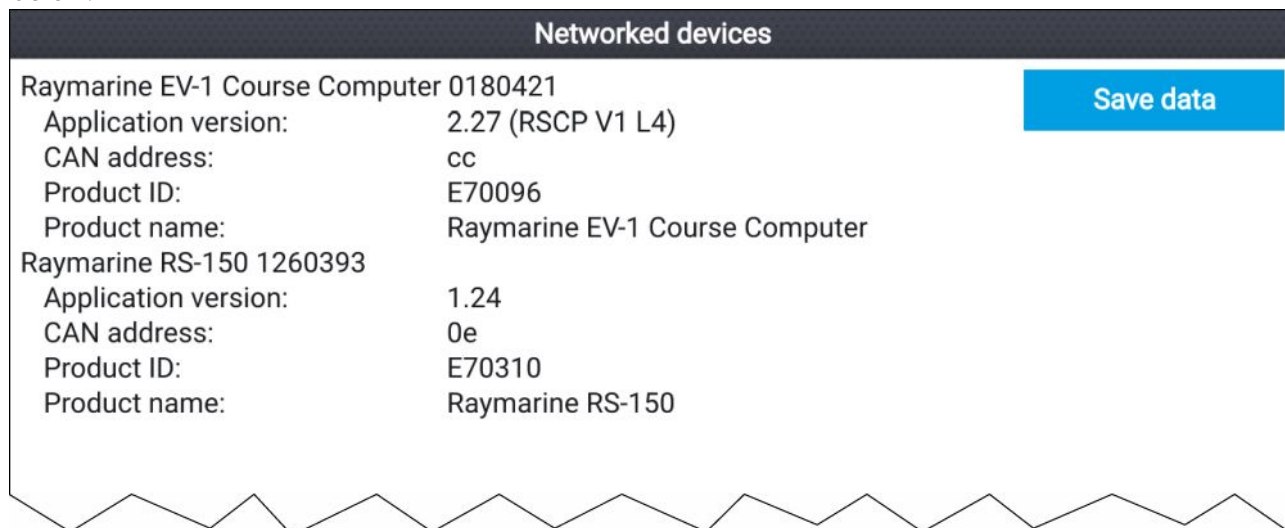 Networked devices
Raymarine EV-1 Course Computer 0180421
Save data
Application version: 2.27 (RSCP V1 L4)
CAN address: cc
Product ID: E70096
Product name: Raymarine EV-1 Course Computer
Raymarine RS-150 1260393
Application version: 1.24
CAN address: 0e
Product ID: E70310
Product name: Raymarine RS-150